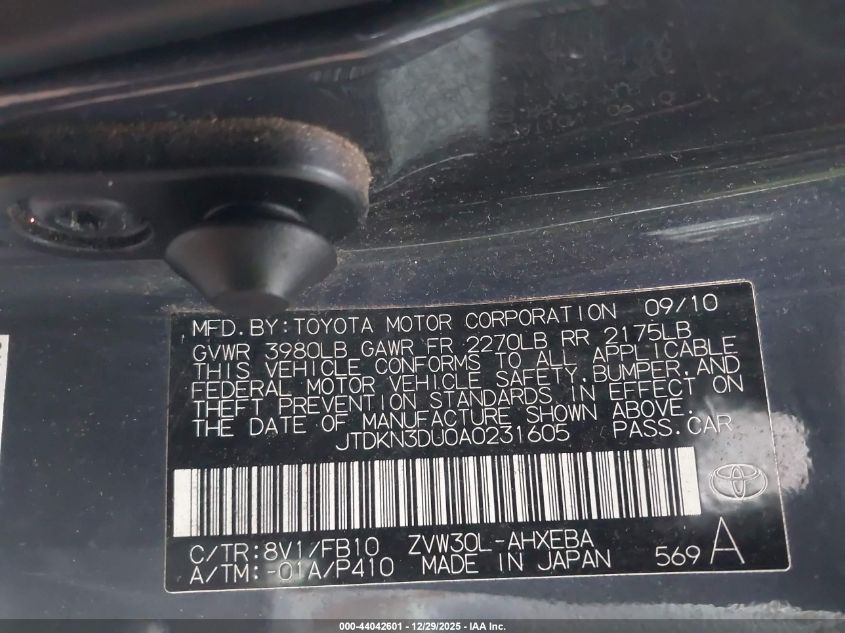 MFD. BY: TOYOTA MOTOR CORPORATION 09/10
GVWR 3980LB GAWR FR 2270LB RR 2175LB
THIS VEHICLE CONFORMS TO ALL APPLICABLE
FEDERAL MOTOR VEHICLE SAFETY, BUMPER, AND
THEFT PREVENTION STANDARDS IN EFFECT ON
THE DATE OF MANUFACTURE SHOWN ABOVE.
JTDKN3DU0A0231605 PASS. CAR
C/TR: 8V1/FB10 ZVW30L-AHXEBA
A/TM: -01A/P410 MADE IN JAPAN 569 A
000-44042601 - 12/29/2025 - IAA Inc.